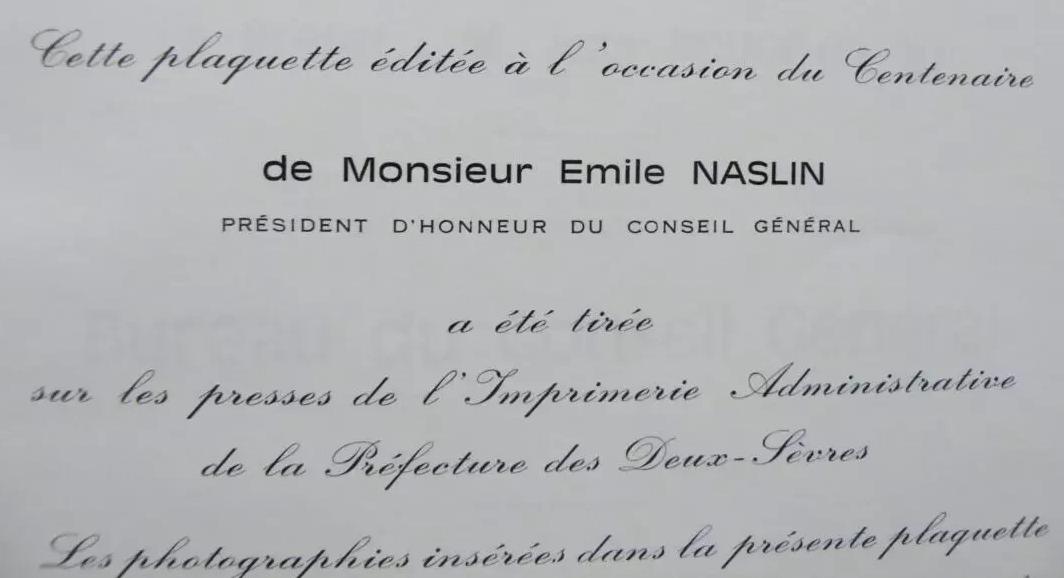 Cette plaquette éditée à l'occasion du Centenaire
de Monsieur Emile NASLIN
PRÉSIDENT D'HONNEUR DU CONSEIL GÉNÉRAL
a été tirée
sur les presses de l'Imprimerie Administrative
de la Préfecture des Deux-Sèvres
Les photographies insérées dans la présente plaquette